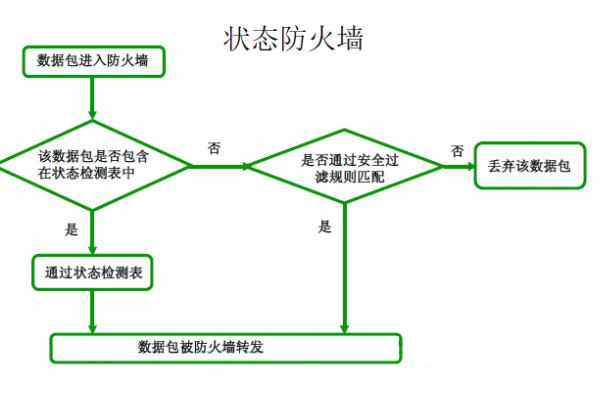 状态防火墙
数据包进入防火墙
该数据包是否包含
在状态检测表中
否
是否通过安全过
滤规则匹配
否
丢弃该数据包
是
是
通过状态检测表
数据包被防火墙转发